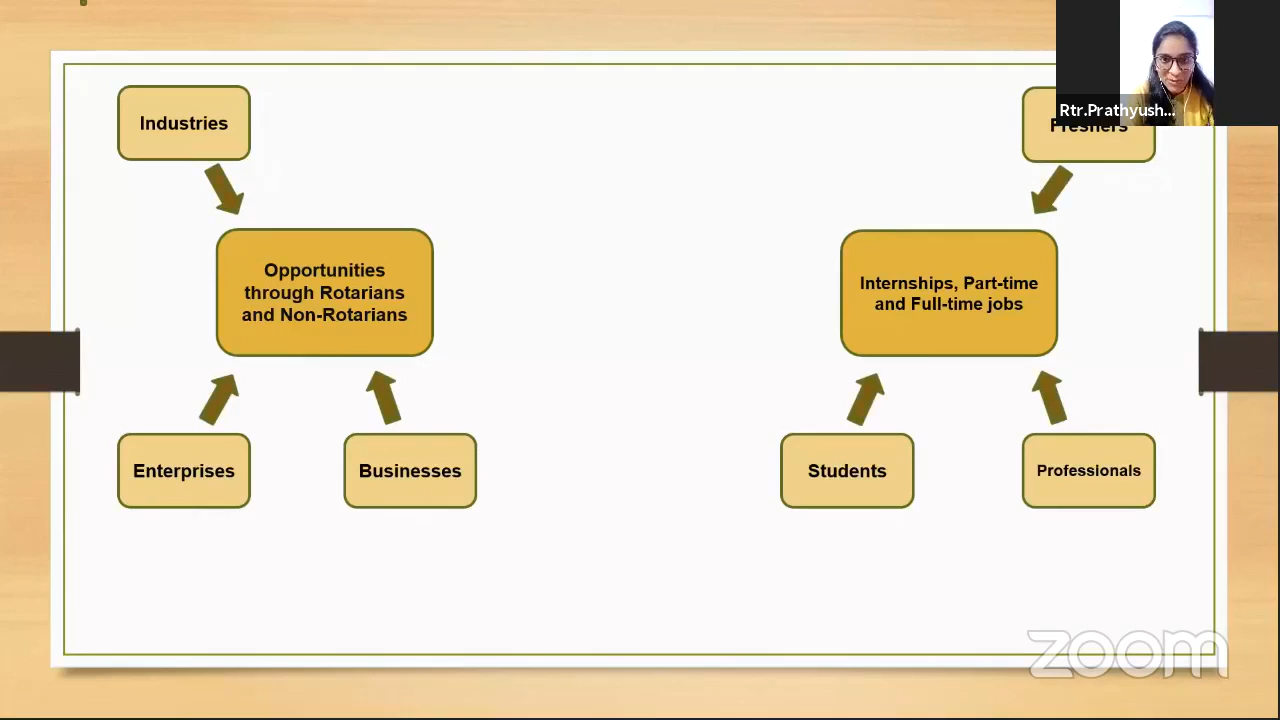 Industries
Rtr.Prathyush...
Freshers
Opportunities
through Rotarians
and Non-Rotarians
Internships, Part-time
and Full-time jobs
Enterprises
Businesses
Students
Professionals
zoom